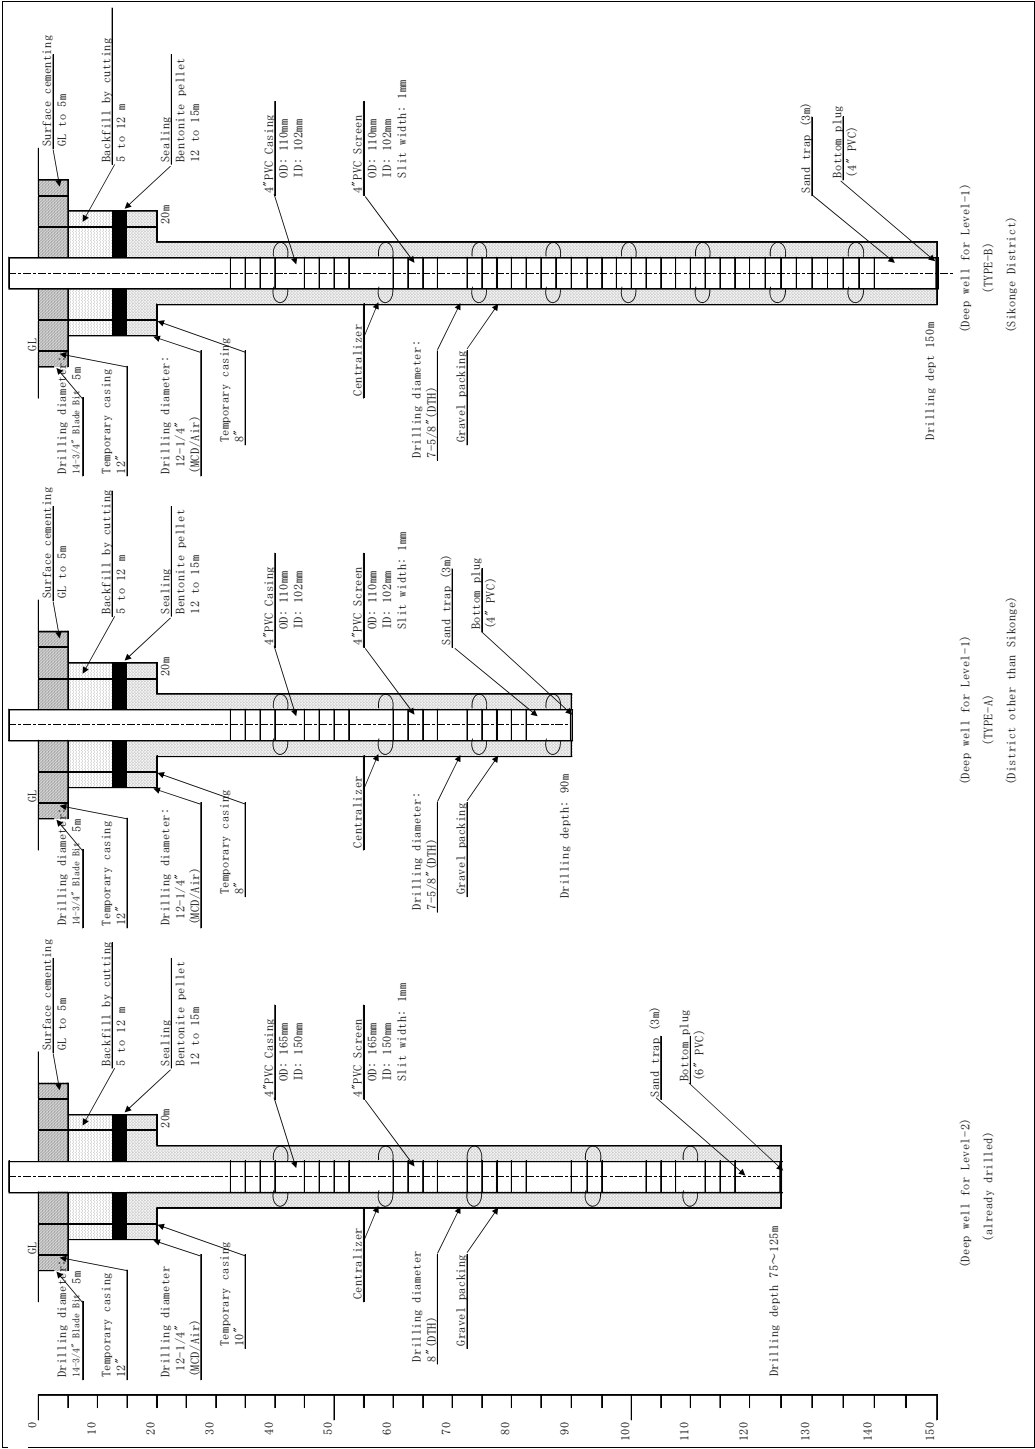 0
10
20
30
40
50
60
70
80
90
100
110
120
130
140
150
GL
Drilling diameter:
14-3/4" Blade Bit 5m
Temporary casing
12"
Drilling diameter
12-1/4"
(MCD/Air)
Temporary casing
10"
Centralizer
Drilling diameter
8"(DTH)
Gravel packing
Drilling depth 75～125m
Surface cementing
GL to 5m
Backfill by cutting
5 to 12 m
Sealing
Bentonite pellet
12 to 15m
20m
4"PVC Casing
OD: 165mm
ID: 150mm
4"PVC Screen
OD: 165mm
ID: 150mm
Slit width: 1mm
Sand trap (3m)
Bottom plug
(6" PVC)
(Deep well for Level-2)
(already drilled)
GL
Drilling diameter:
14-3/4" Blade Bit 5m
Temporary casing
12"
Drilling diameter:
12-1/4"
(MCD/Air)
Temporary casing
8"
Centralizer
Drilling diameter:
7-5/8"(DTH)
Gravel packing
Drilling depth: 90m
Surface cementing
GL to 5m
Backfill by cutting
5 to 12 m
Sealing
Bentonite pellet
12 to 15m
20m
4"PVC Casing
OD: 110mm
ID: 102mm
4"PVC Screen
OD: 110mm
ID: 102mm
Slit width: 1mm
Sand trap (3m)
Bottom plug
(4" PVC)
(Deep well for Level-1)
(TYPE-A)
(District other than Sikonge)
GL
Drilling diameter:
14-3/4" Blade Bit 5m
Temporary casing
12"
Drilling diameter:
12-1/4"
(MCD/Air)
Temporary casing
8"
Centralizer
Drilling diameter:
7-5/8"(DTH)
Gravel packing
Drilling dept 150m
Surface cementing
GL to 5m
Backfill by cutting
5 to 12 m
Sealing
Bentonite pellet
12 to 15m
20m
4"PVC Casing
OD: 110mm
ID: 102mm
4"PVC Screen
OD: 110mm
ID: 102mm
Slit width: 1mm
Sand trap (3m)
Bottom plug
(4" PVC)
(Deep well for Level-1)
(TYPE-B)
(Sikonge District)